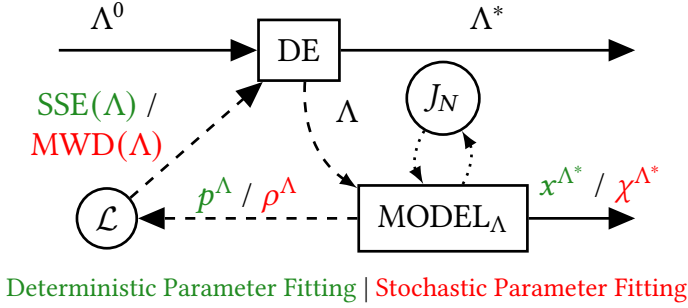 Λ⁰
Λ*
DE
J_N
SSE(Λ) /
MWD(Λ)
Λ
p^Λ / ρ^Λ
x^Λ* / χ^Λ*
ℒ
MODEL_Λ
Deterministic Parameter Fitting | Stochastic Parameter Fitting